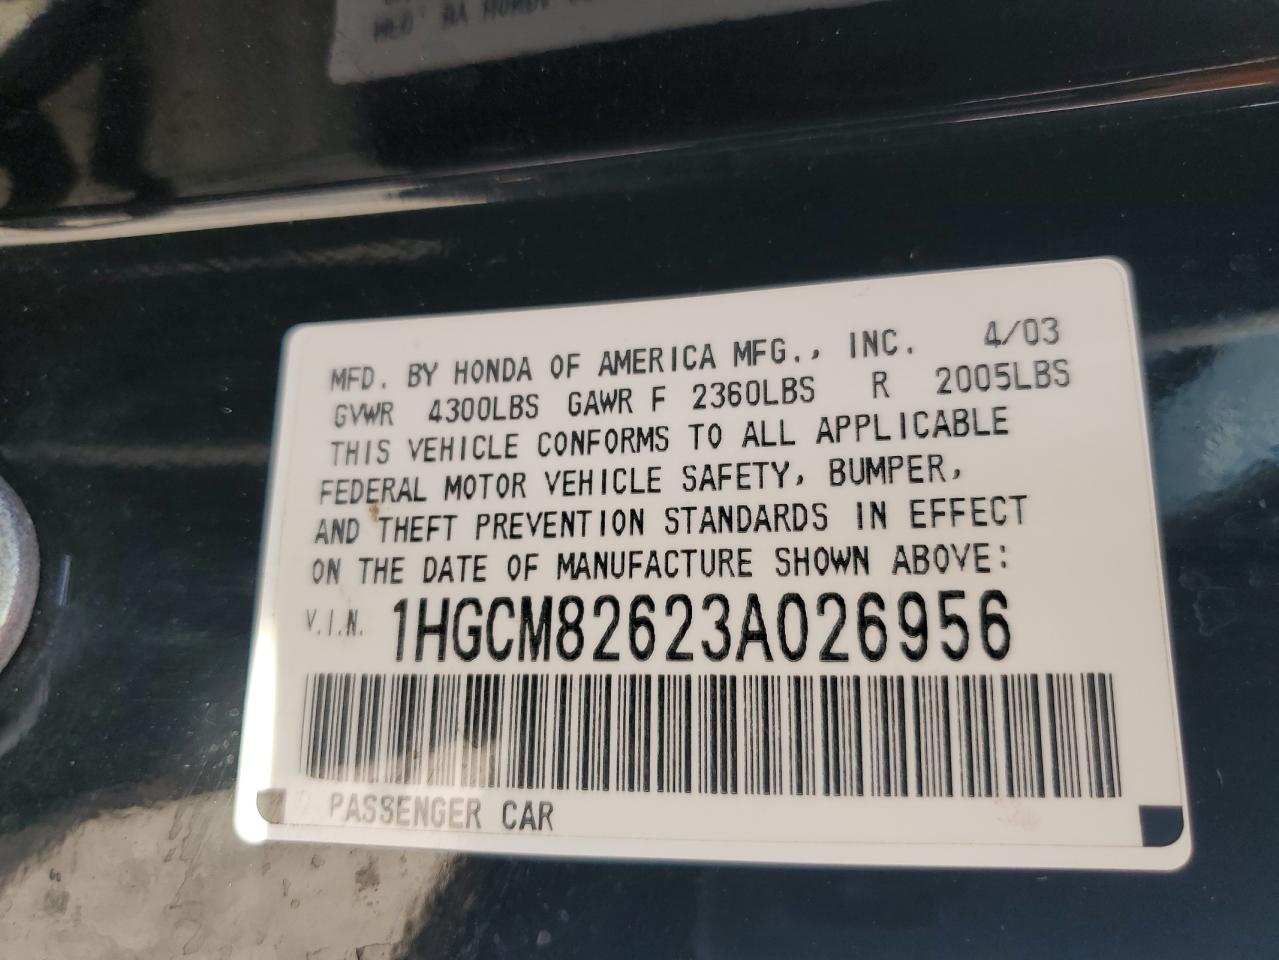 MFD. BY HONDA OF AMERICA MFG., INC. 4/03
GVWR 4300LBS GAWR F 2360LBS R 2005LBS
THIS VEHICLE CONFORMS TO ALL APPLICABLE
FEDERAL MOTOR VEHICLE SAFETY, BUMPER,
AND THEFT PREVENTION STANDARDS IN EFFECT
ON THE DATE OF MANUFACTURE SHOWN ABOVE:
V.I.N. 1HGCM82623A026956
PASSENGER CAR